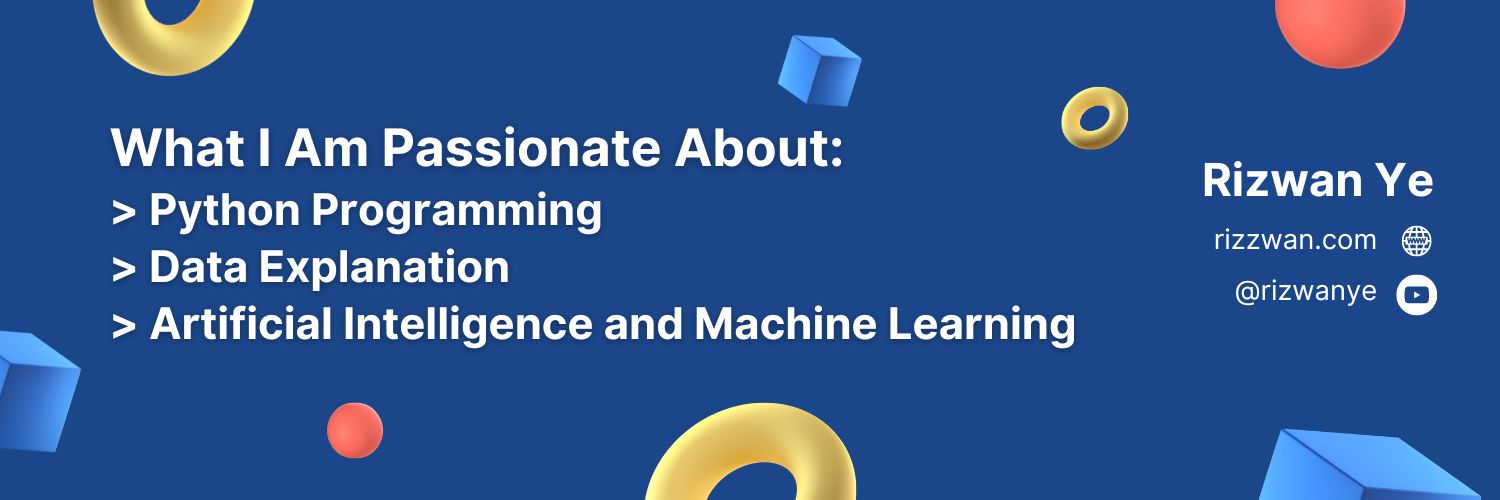 What I Am Passionate About:
> Python Programming
> Data Explanation
> Artificial Intelligence and Machine Learning
Rizwan Ye
rizzwan.com
@rizwanye